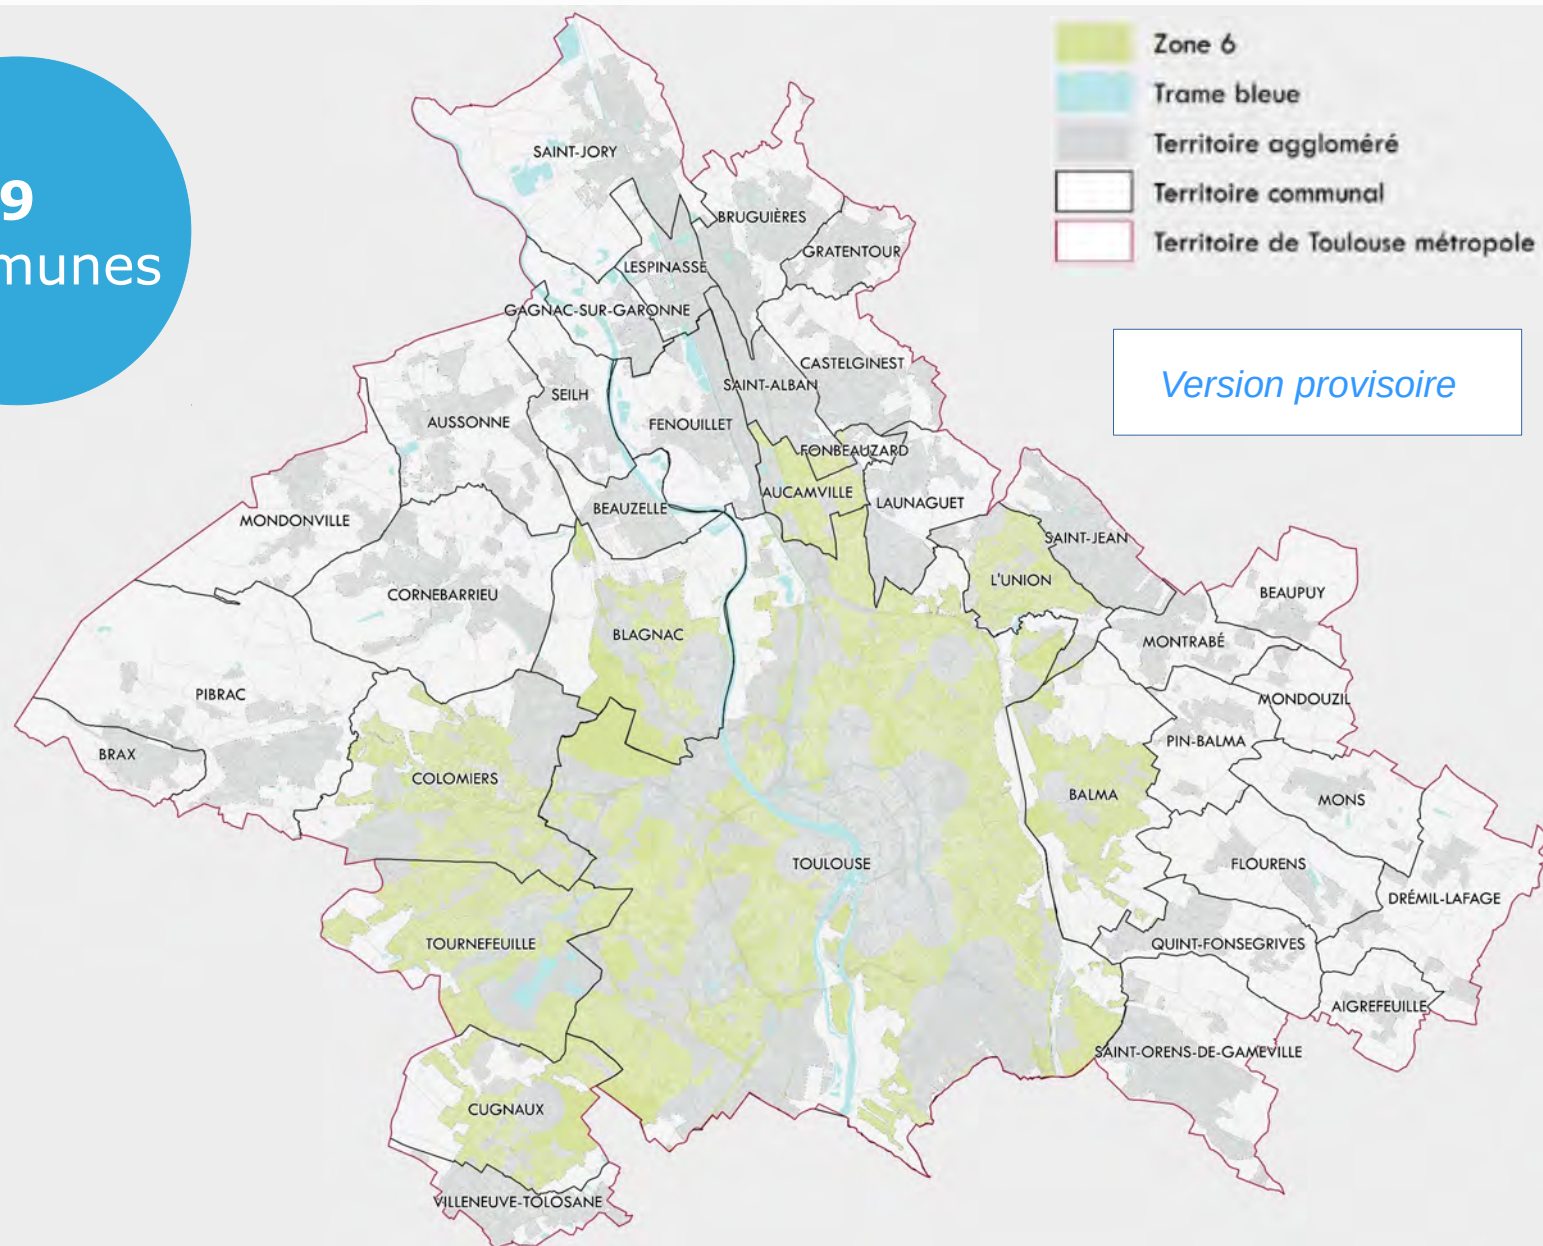 9
munes
Zone 6
Trame bleue
Territoire aggloméré
Territoire communal
Territoire de Toulouse métropole
Version provisoire
SAINT-JORY
BRUGUIÈRES
GRATENTOUR
LESPINASSE
GAGNAC-SUR-GARONNE
CASTELGINEST
SAINT-ALBAN
SEILH
AUSSONNE
FENOUILLET
FONBEAUZARD
AUCAMVILLE
LAUNAGUET
BEAUZELLE
MONDONVILLE
SAINT-JEAN
L'UNION
BEAUPUY
CORNEBARRIEU
BLAGNAC
MONTRABÉ
PIBRAC
MONDOUZIL
PIN-BALMA
BRAX
COLOMIERS
BALMA
MONS
TOULOUSE
FLOURENS
DRÉMIL-LAFAGE
TOURNEFEUILLE
QUINT-FONSEGRIVES
AIGREFEUILLE
SAINT-ORENS-DE-GAMEVILLE
CUGNAUX
VILLENEUVE-TOLOSANE